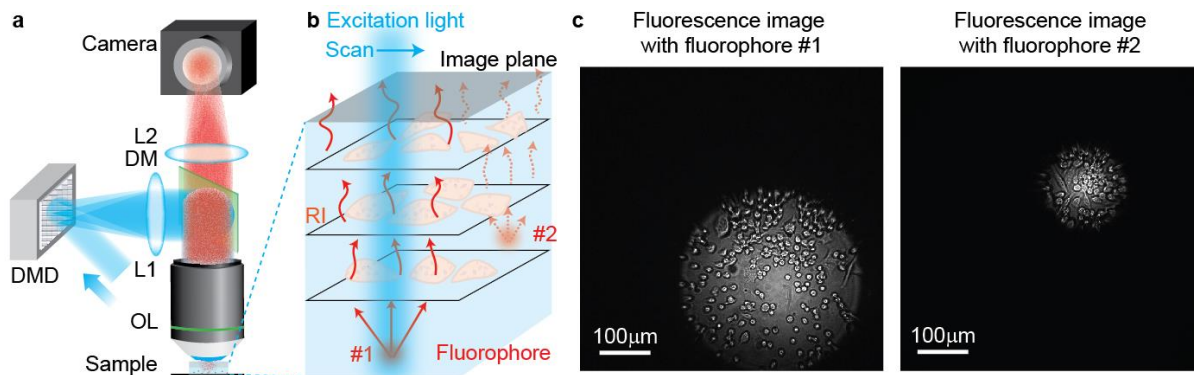 a
Camera
L2
DM
DMD
L1
OL
Sample
b
Excitation light
Scan
Image plane
RI
#2
#1
Fluorophore
c
Fluorescence image
with fluorophore #1
100μm
Fluorescence image
with fluorophore #2
100μm